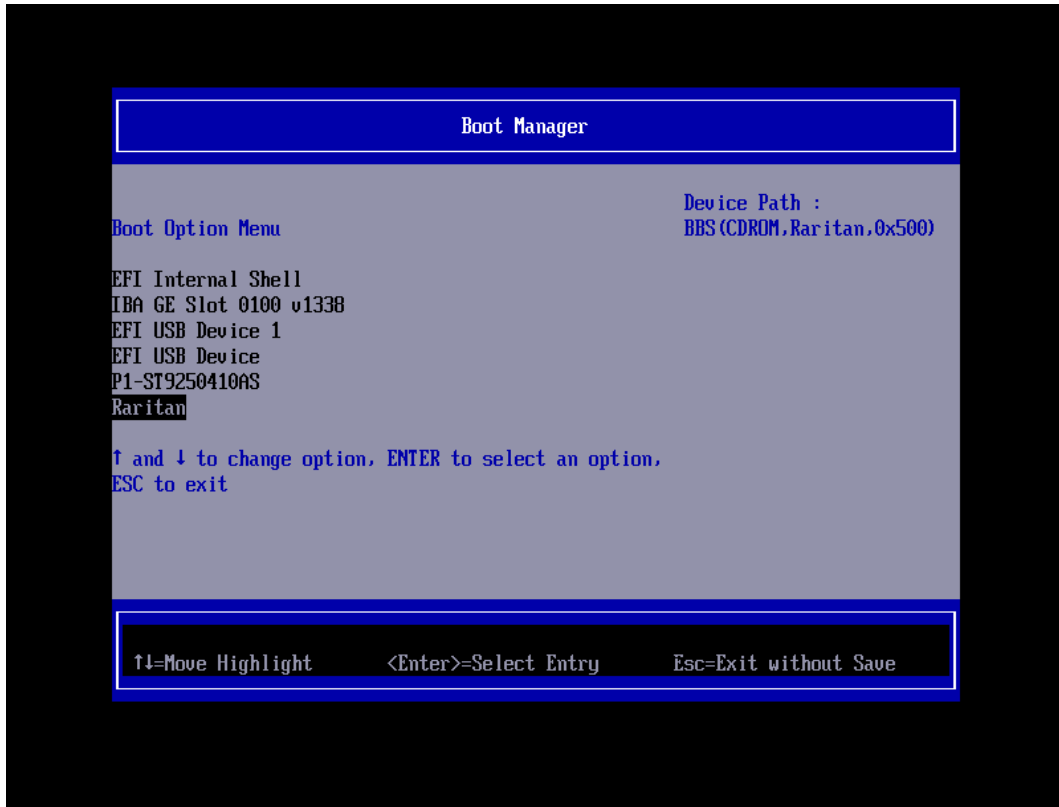 Boot Manager
Device Path :
Boot Option Menu BBS(CDROM,Raritan,0x500)
EFI Internal Shell
IBA GE Slot 0100 v1338
EFI USB Device 1
EFI USB Device
P1-ST9250410AS
Raritan
↑ and ↓ to change option, ENTER to select an option,
ESC to exit
↑↓=Move Highlight <Enter>=Select Entry Esc=Exit without Save